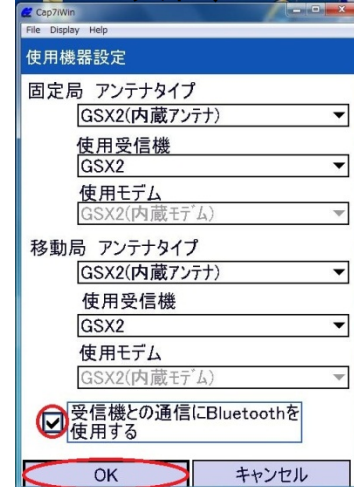 Cap7iWin
File Display Help
使用機器設定
固定局 アンテナタイプ
GSX2(内蔵アンテナ)
使用受信機
GSX2
使用モデム
GSX2(内蔵モデム)
移動局 アンテナタイプ
GSX2(内蔵アンテナ)
使用受信機
GSX2
使用モデム
GSX2(内蔵モデム)
受信機との通信にBluetoothを
使用する
OK キャンセル